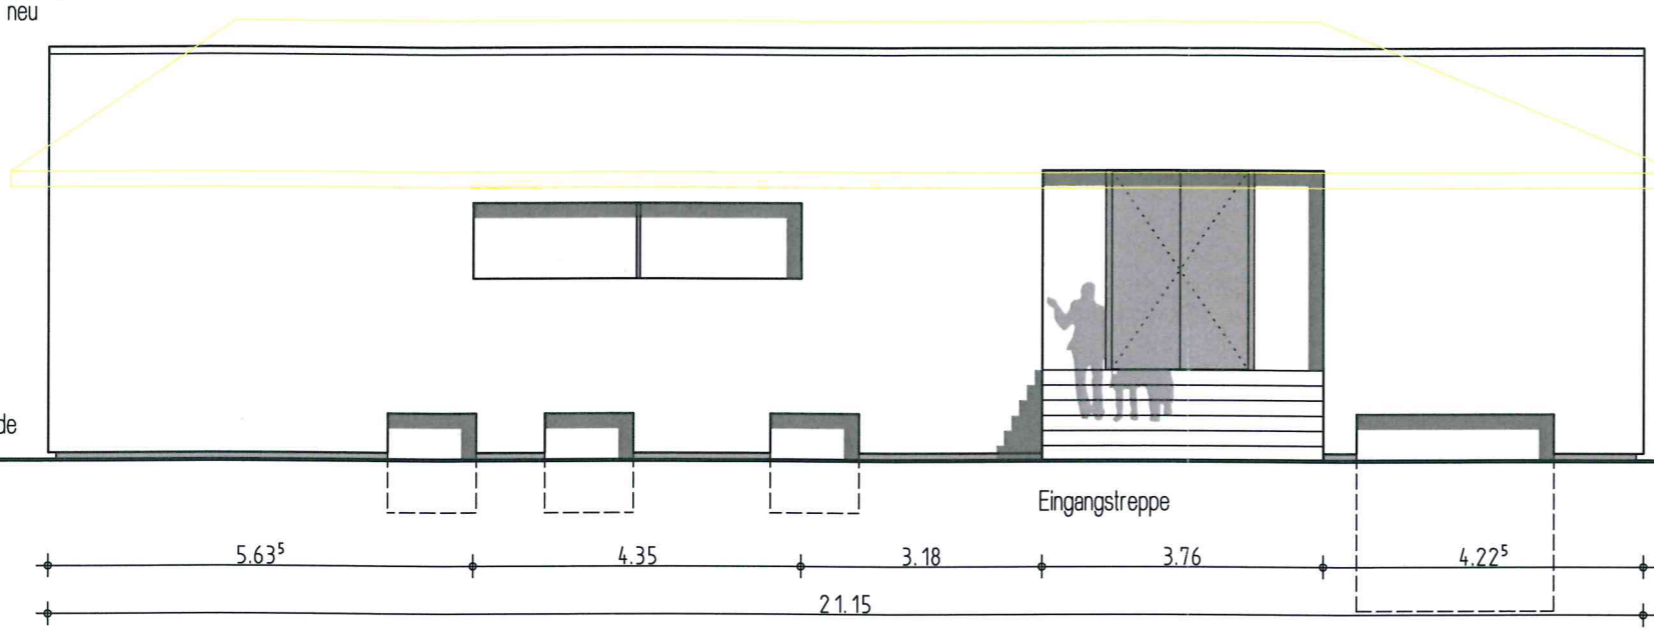 neu
de
Eingangstreppe
5.63⁵ 4.35 3.18 3.76 4.22⁵
21.15